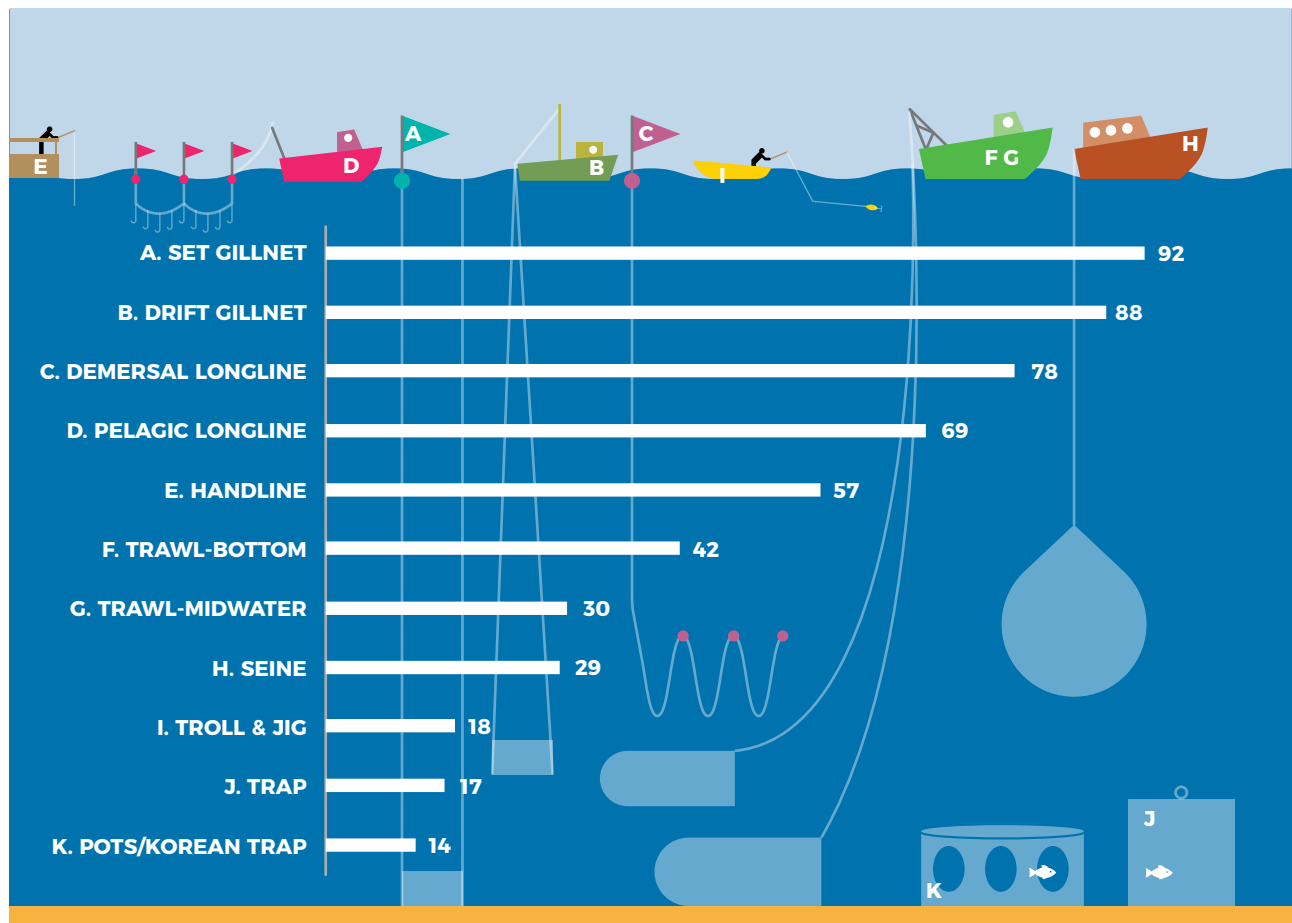 E
D
A
B
C
I
F G
H
A. SET GILLNET 92
B. DRIFT GILLNET 88
C. DEMERSAL LONGLINE 78
D. PELAGIC LONGLINE 69
E. HANDLINE 57
F. TRAWL-BOTTOM 42
G. TRAWL-MIDWATER 30
H. SEINE 29
I. TROLL & JIG 18
J. TRAP 17
K. POTS/KOREAN TRAP 14
J
K